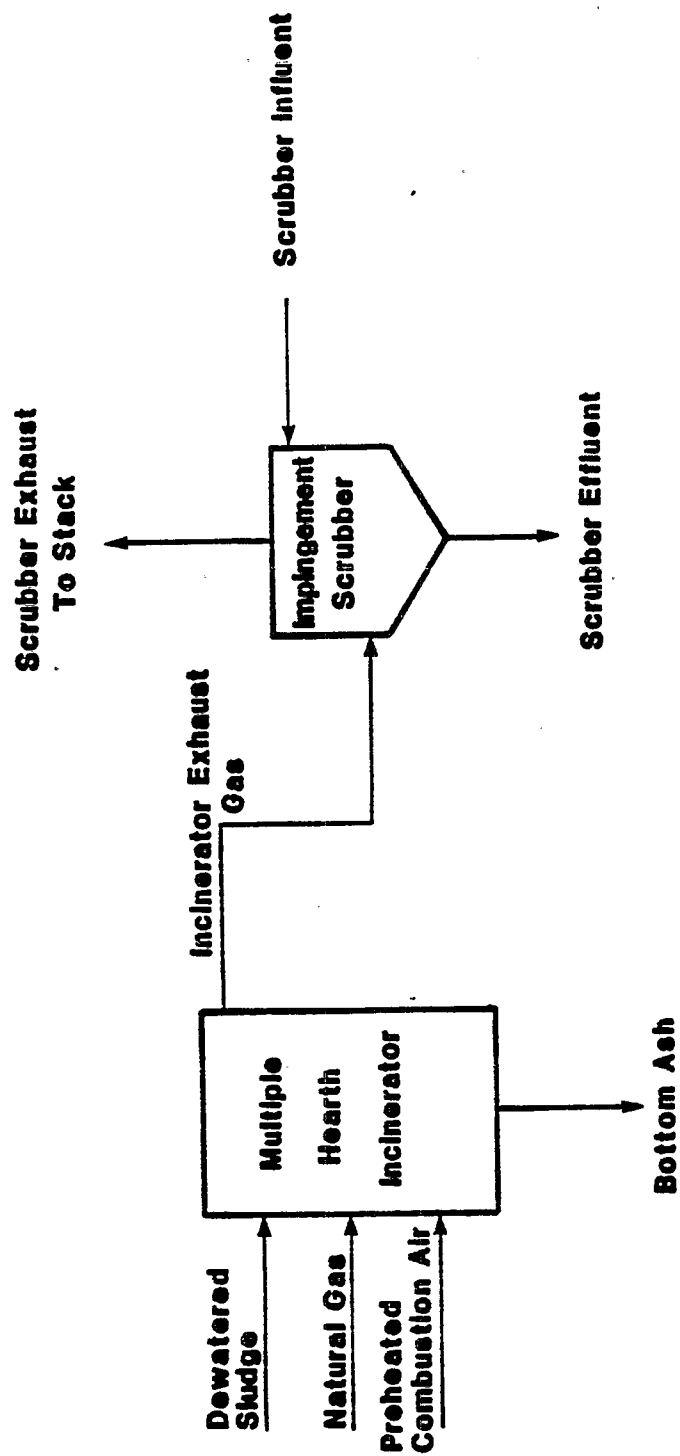 Dewatered
Sludge
Natural Gas
Preheated
Combustion Air
Multiple
Hearth
Incinerator
Bottom Ash
Incinerator Exhaust
Gas
Scrubber Exhaust
To Stack
Impingement
Scrubber
Scrubber Influent
Scrubber Effluent